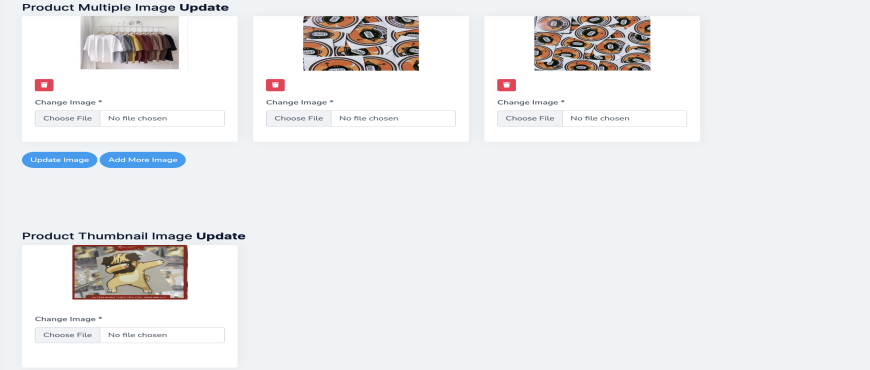 Product Multiple Image Update
Change Image *
Choose File No file chosen
Change Image *
Choose File No file chosen
Change Image *
Choose File No file chosen
Update Image
Add More Image
Product Thumbnail Image Update
Change Image *
Choose File No file chosen